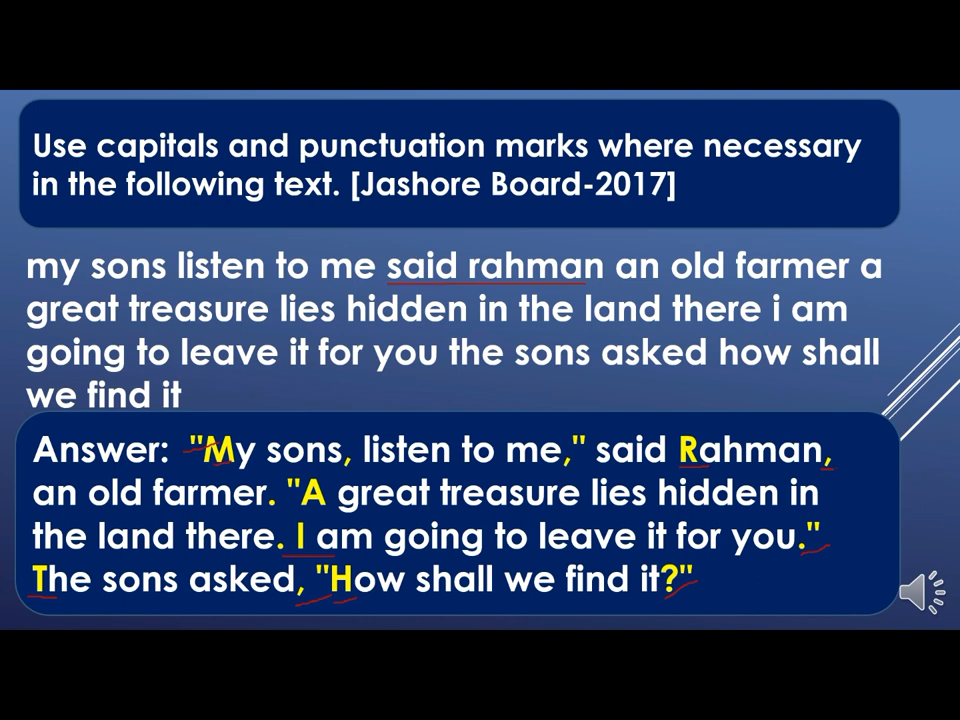 Use capitals and punctuation marks where necessary
in the following text. [Jashore Board-2017]
my sons listen to me said rahman an old farmer a
great treasure lies hidden in the land there i am
going to leave it for you the sons asked how shall
we find it
Answer: "My sons, listen to me," said Rahman,
an old farmer. "A great treasure lies hidden in
the land there. I am going to leave it for you."
The sons asked, "How shall we find it?"